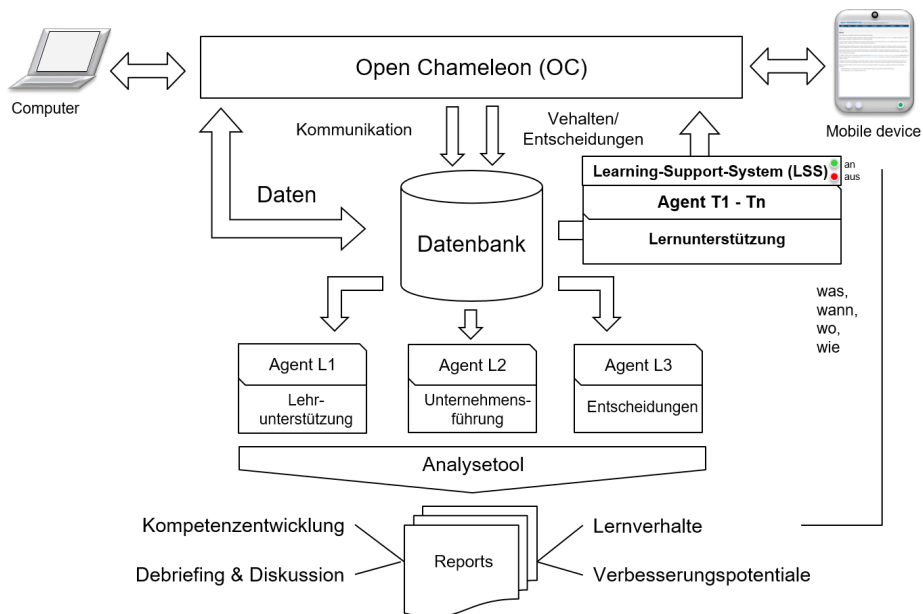 Open Chameleon (OC)
Computer
Mobile device
Kommunikation
Vehalten/
Entscheidungen
Learning-Support-System (LSS)
an
aus
Agent T1 - Tn
Lernunterstützung
Daten
Datenbank
was,
wann,
wo,
wie
Agent L1
Lehr-
unterstützung
Agent L2
Unternehmens-
führung
Agent L3
Entscheidungen
Analysetool
Kompetenzentwicklung
Debriefing & Diskussion
Reports
Lernverhalte
Verbesserungspotentiale